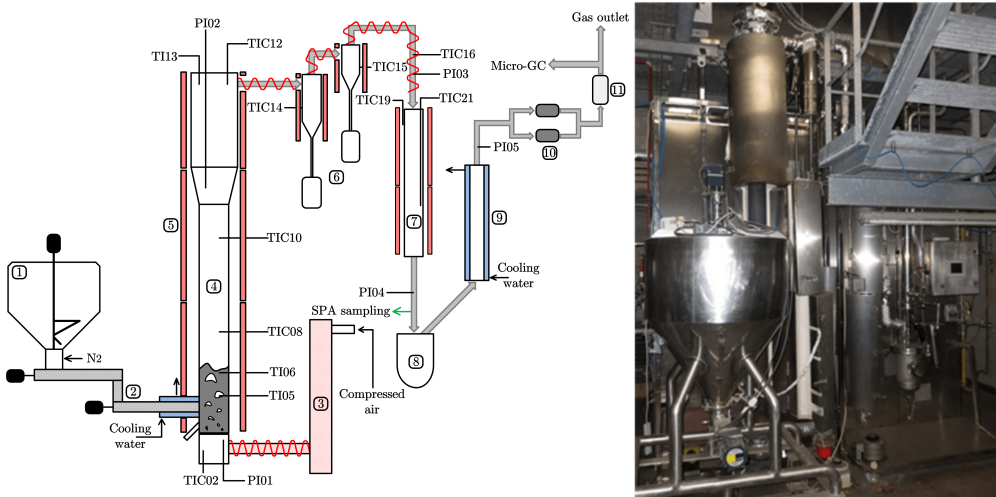 Gas outlet
PI02
TIC12
TI13
TIC16
Micro-GC
TIC15
PI03
11
TIC14
TIC19
TIC21
PI05
10
6
5
7
9
TIC10
1
4
Cooling
water
PI04
SPA sampling
TIC08
N2
8
TI06
2
TI05
3
Compressed
air
Cooling
water
TIC02
PI01